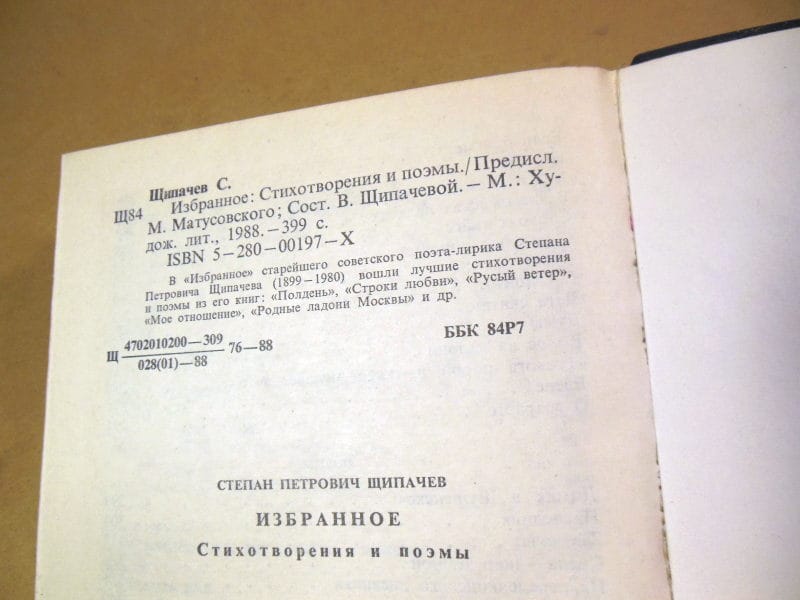 Щипачев С.
Щ84 Избранное: Стихотворения и поэмы./Предисл.
М. Матусовского; Сост. В. Щипачевой. — М.: Ху-
дож. лит., 1988.—399 с.
ISBN 5—280—00197—X
В «Избранное» старейшего советского поэта-лирика Степана
Петровича Щипачева (1899—1980) вошли лучшие стихотворения
и поэмы из его книг: «Полдень», «Строки любви», «Русый ветер»,
«Мое отношение», «Родные ладони Москвы» и др.
Щ 4702010200—309
028(01)—88 76—88
ББК 84Р7
СТЕПАН ПЕТРОВИЧ ЩИПАЧЕВ
ИЗБРАННОЕ
Стихотворения и поэмы